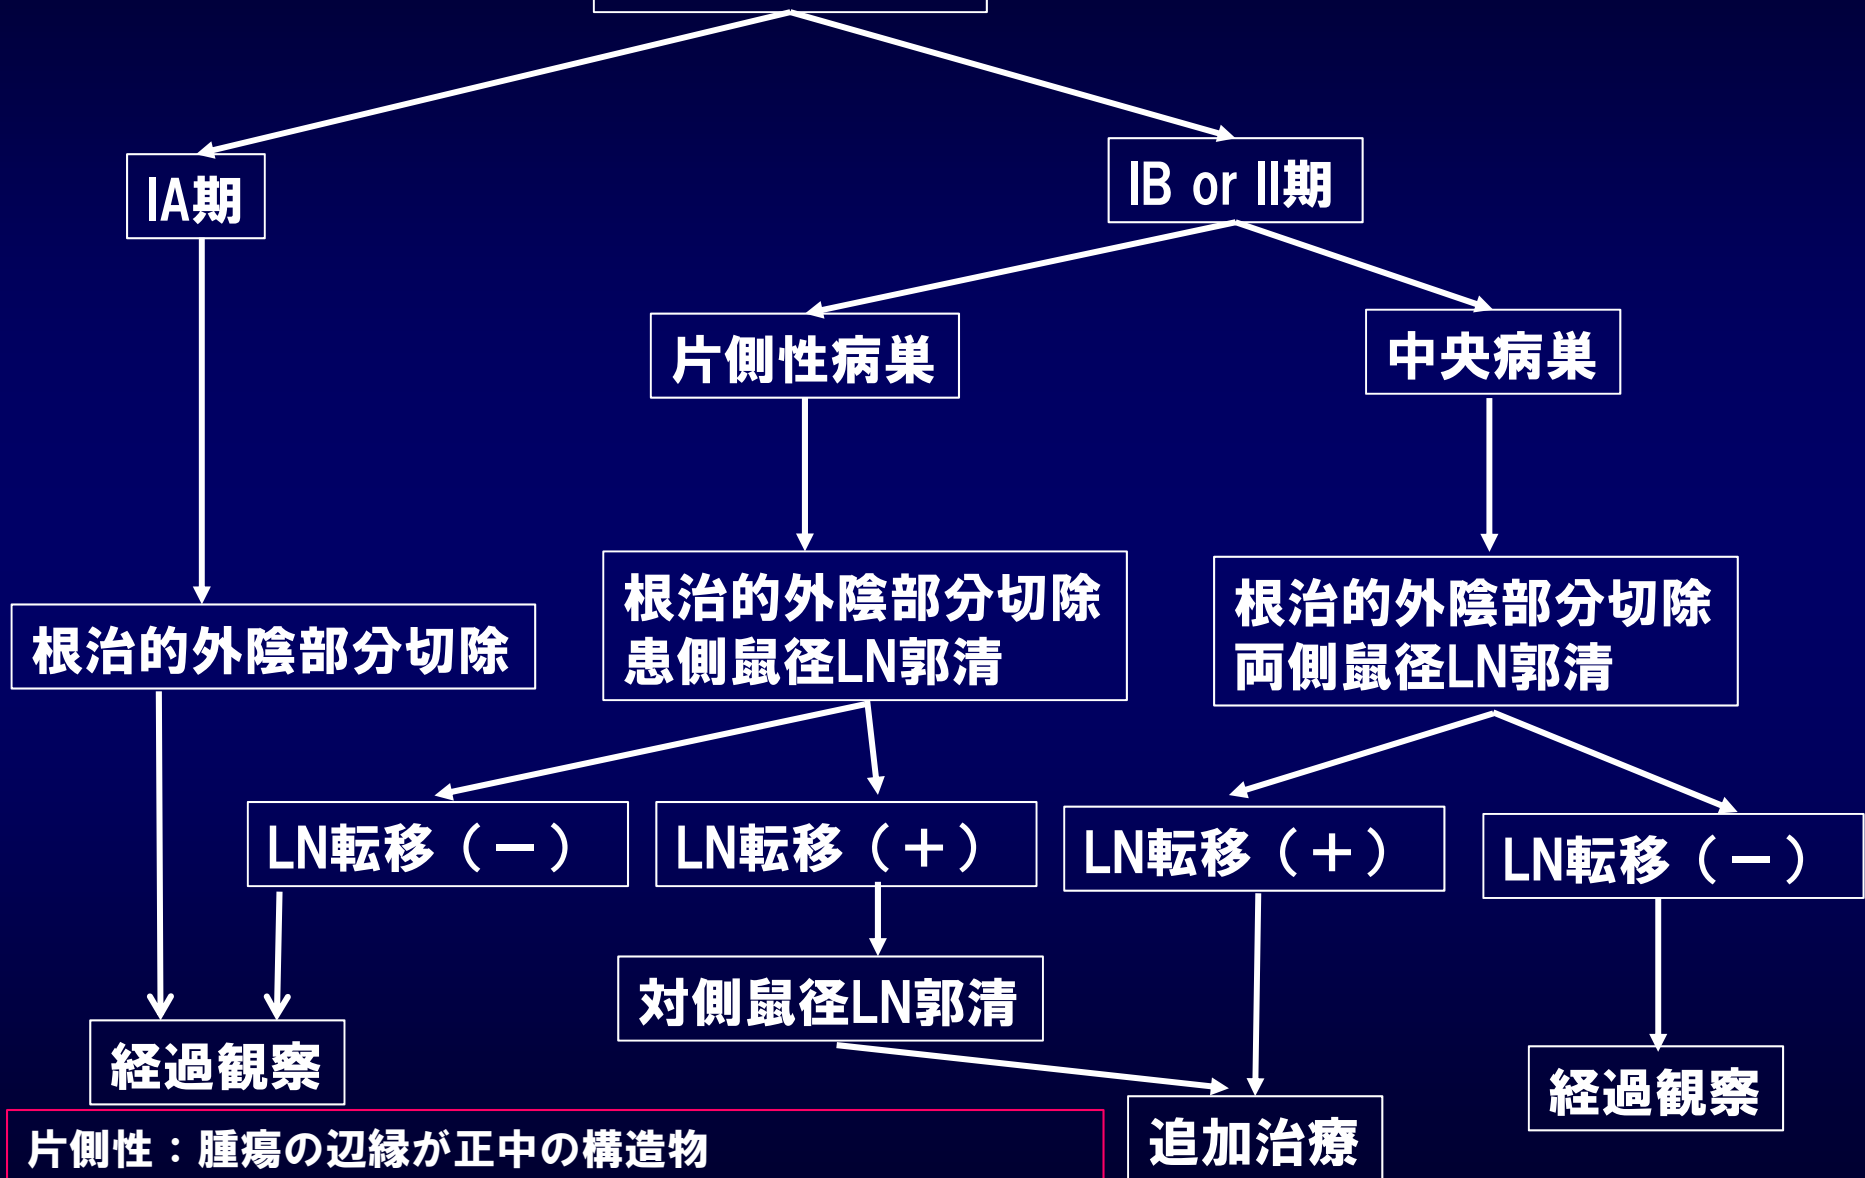 IA期
IB or II期
片側性病巣
中央病巣
根治的外陰部分切除
根治的外陰部分切除
患側鼠径LN郭清
根治的外陰部分切除
両側鼠径LN郭清
LN転移（－）
LN転移（＋）
LN転移（＋）
LN転移（－）
対側鼠径LN郭清
経過観察
追加治療
経過観察
片側性：腫瘍の辺縁が正中の構造物